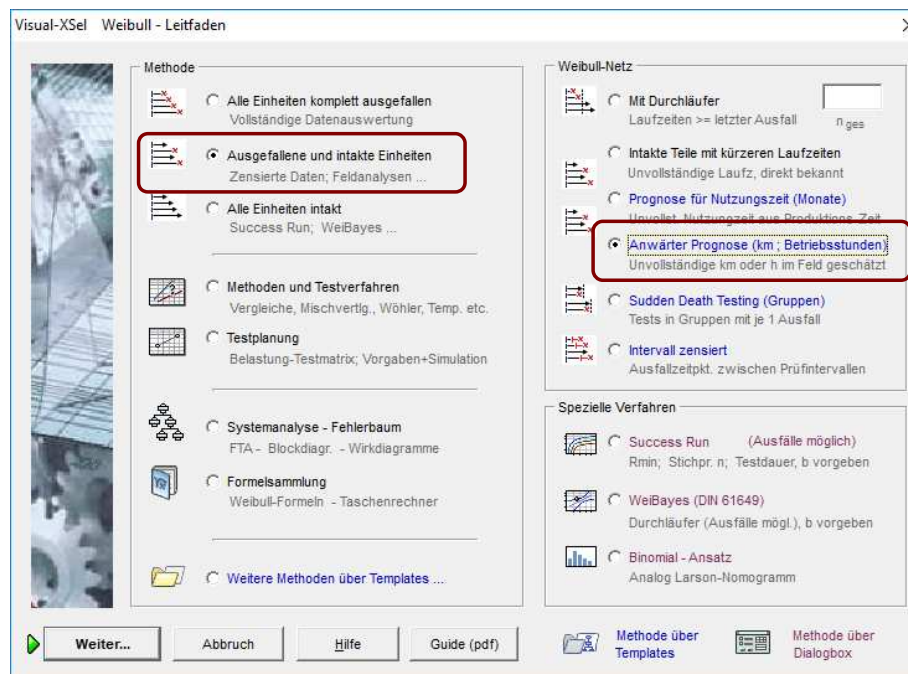 Visual-XSel Weibull - Leitfaden
Methode
Alle Einheiten komplett ausgefallen
Vollständige Datenauswertung
Ausgefallene und intakte Einheiten
Zensierte Daten; Feldanalysen ...
Alle Einheiten intakt
Success Run; WeiBayes ...
Methoden und Testverfahren
Vergleiche, Mischvertlg., Wöhler, Temp. etc.
Testplanung
Belastung-Testmatrix; Vorgaben+Simulation
Systemanalyse - Fehlerbaum
FTA - Blockdiagr. - Wirkdiagramme
Formelsammlung
Weibull-Formeln - Taschenrechner
Weitere Methoden über Templates ...
Weibull-Netz
Mit Durchläufer
Laufzeiten >= letzter Ausfall n ges
Intakte Teile mit kürzeren Laufzeiten
Unvollständige Laufz, direkt bekannt
Prognose für Nutzungszeit (Monate)
Unvollst. Nutzungzeit aus Produktions-Zeit
Anwärter Prognose (km ; Betriebsstunden)
Unvollständige km oder h im Feld geschätzt
Sudden Death Testing (Gruppen)
Tests in Gruppen mit je 1 Ausfall
Intervall zensiert
Ausfallzeitpkt. zwischen Prüfintervallen
Spezielle Verfahren
Success Run (Ausfälle möglich)
Rmin; Stichpr. n; Testdauer, b vorgeben
WeiBayes (DIN 61649)
Durchläufer (Ausfälle mögl.), b vorgeben
Binomial - Ansatz
Analog Larson-Nomogramm
Weiter... Abbruch Hilfe Guide (pdf)
Methode über
Templates
Methode über
Dialogbox